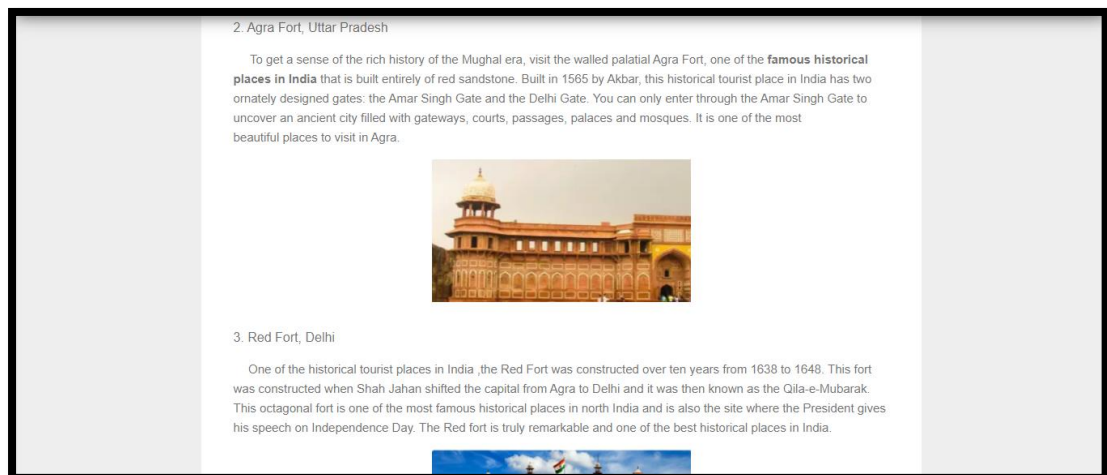 2. Agra Fort, Uttar Pradesh
To get a sense of the rich history of the Mughal era, visit the walled palatial Agra Fort, one of the famous historical
places in India that is built entirely of red sandstone. Built in 1565 by Akbar, this historical tourist place in India has two
ornately designed gates: the Amar Singh Gate and the Delhi Gate. You can only enter through the Amar Singh Gate to
uncover an ancient city filled with gateways, courts, passages, palaces and mosques. It is one of the most
beautiful places to visit in Agra.
3. Red Fort, Delhi
One of the historical tourist places in India ,the Red Fort was constructed over ten years from 1638 to 1648. This fort
was constructed when Shah Jahan shifted the capital from Agra to Delhi and it was then known as the Qila-e-Mubarak.
This octagonal fort is one of the most famous historical places in north India and is also the site where the President gives
his speech on Independence Day. The Red fort is truly remarkable and one of the best historical places in India.